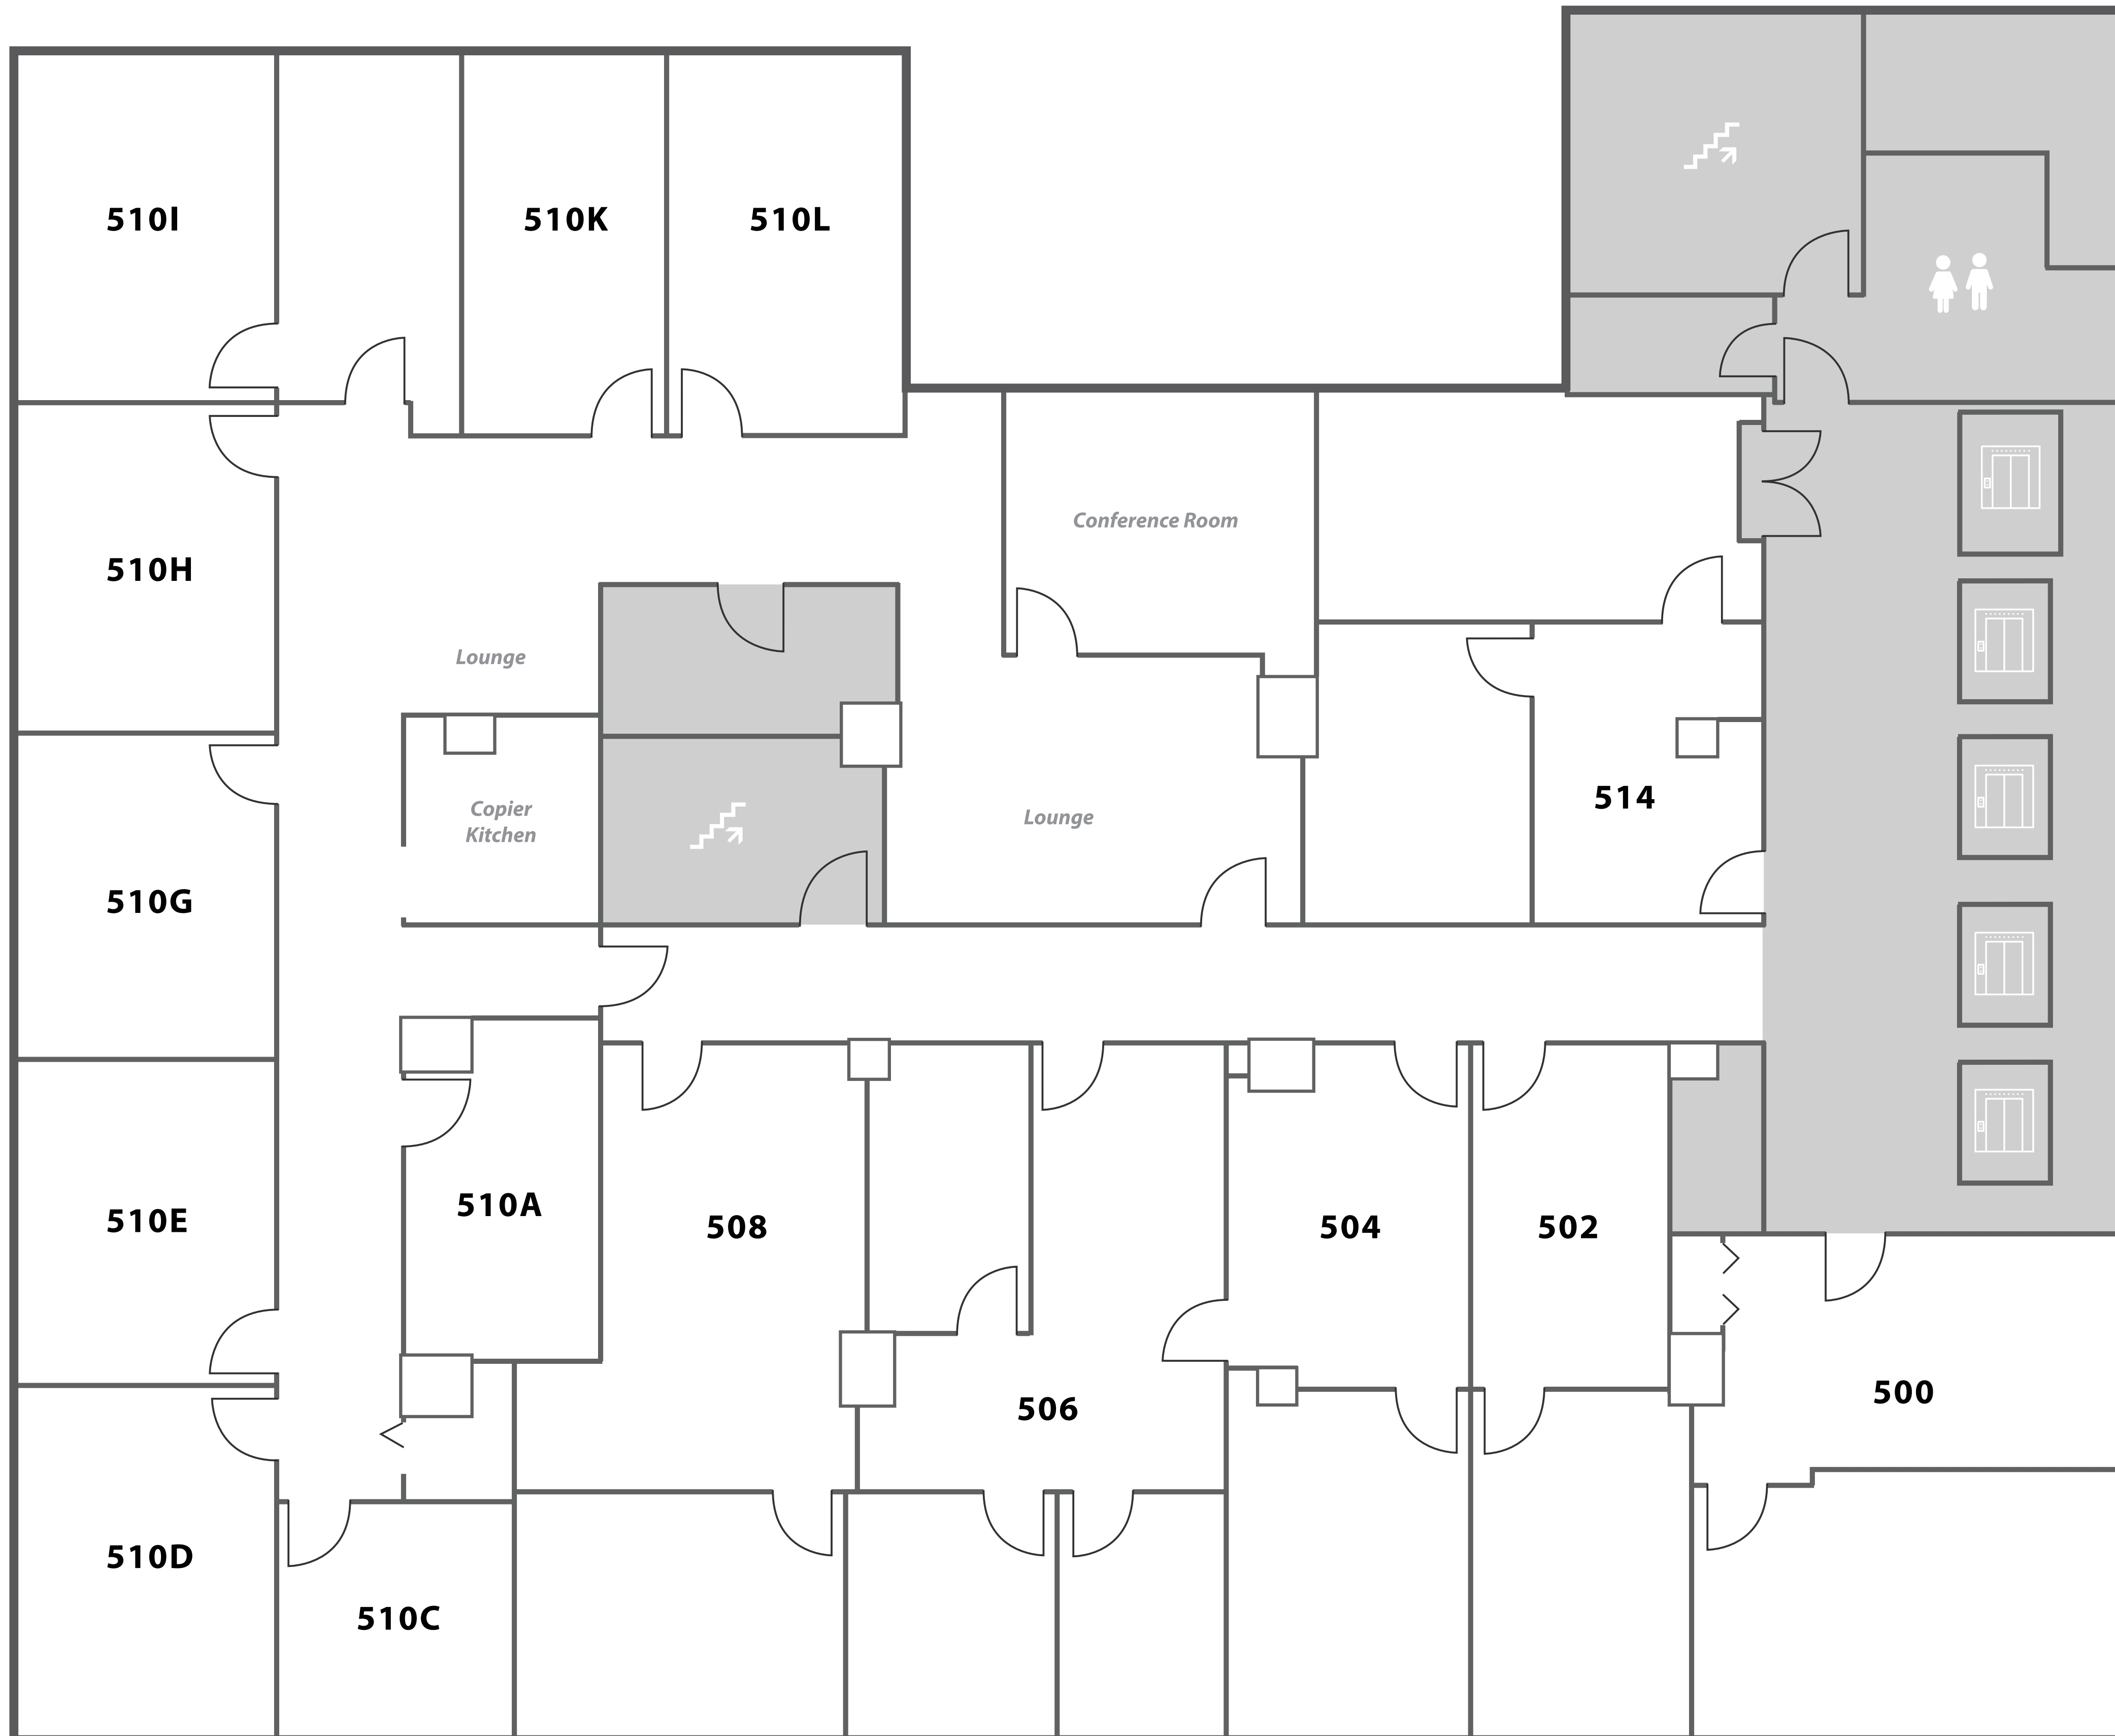 510I
510K
510L
510H
Conference Room
Lounge
Copier
Kitchen
Lounge
514
510G
510E
510A
508
504
502
506
500
510D
510C